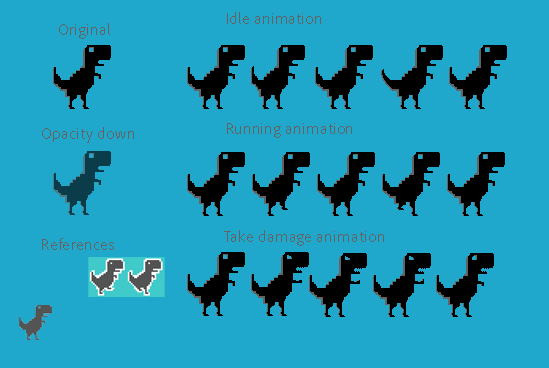 Original
Idle animation
Opacity down
Running animation
References
Take damage animation